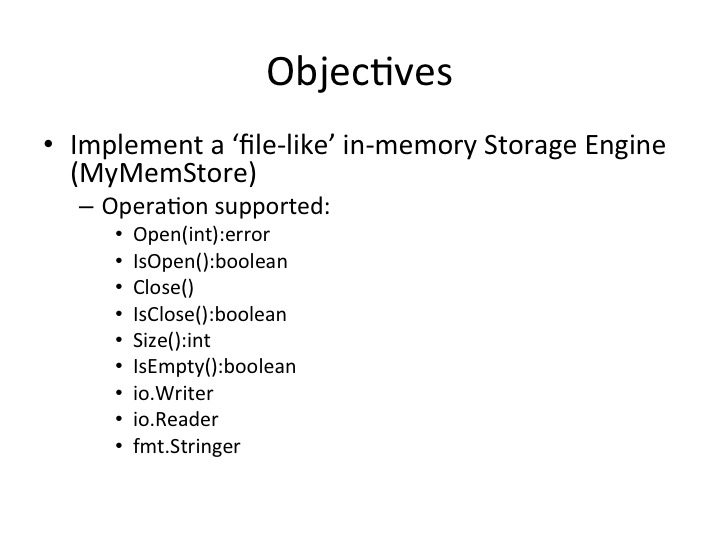 Objectives
• Implement a ‘file-like’ in-memory Storage Engine
(MyMemStore)
– Operation supported:
• Open(int):error
• IsOpen():boolean
• Close()
• IsClose():boolean
• Size():int
• IsEmpty():boolean
• io.Writer
• io.Reader
• fmt.Stringer